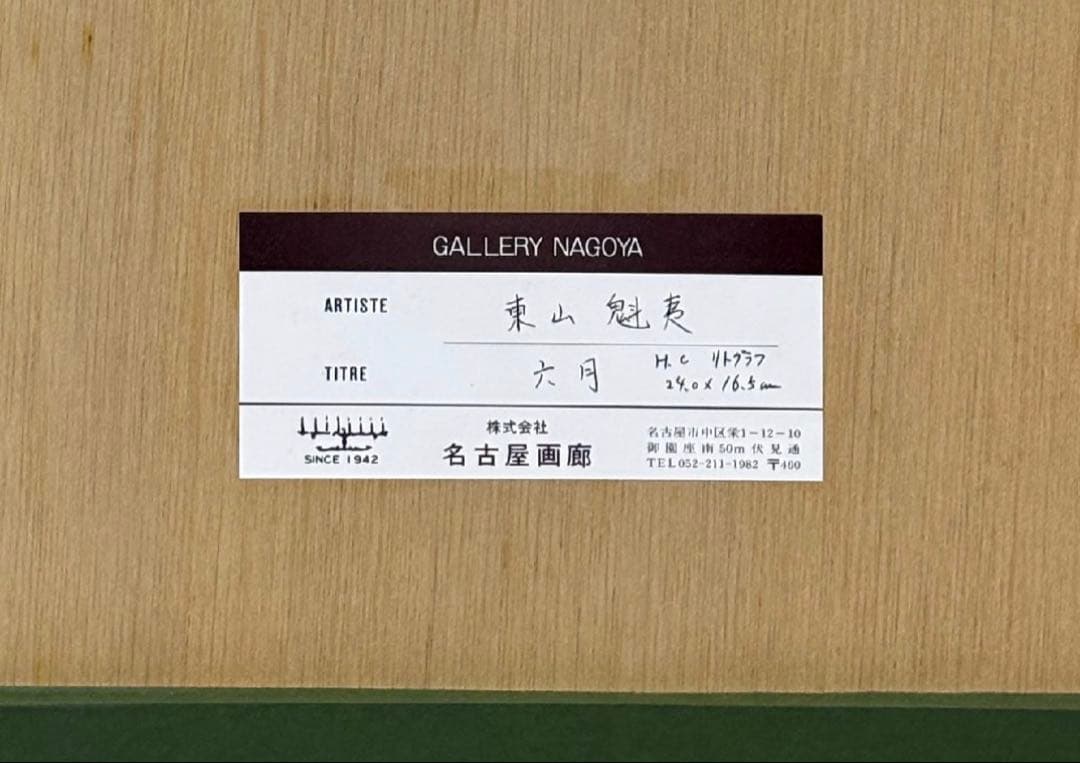 GALLERY NAGOYA
ARTISTE 東山 魁夷
TITRE 六月 H.C リトグラフ
24.0 x 16.5cm
SINCE 1942
株式会社
名古屋画廊
名古屋市中区栄1-12-10
御園座南50m伏見通
TEL052-211-1982 〒460